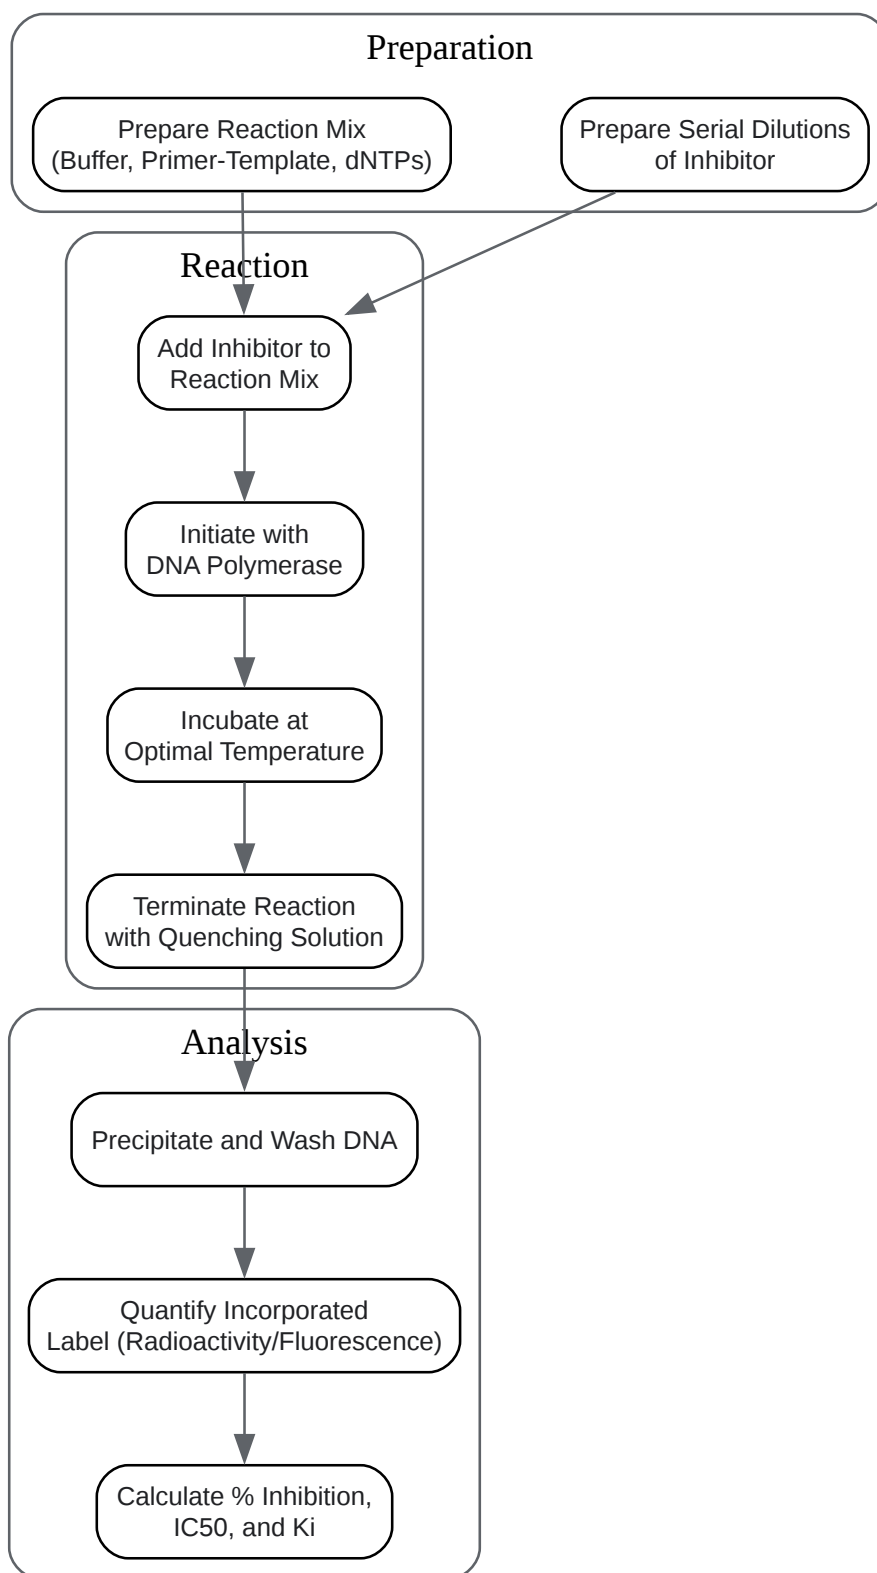 Preparation
Prepare Reaction Mix
(Buffer, Primer-Template, dNTPs)
Prepare Serial Dilutions
of Inhibitor
Reaction
Add Inhibitor to
Reaction Mix
Initiate with
DNA Polymerase
Incubate at
Optimal Temperature
Terminate Reaction
with Quenching Solution
Analysis
Precipitate and Wash DNA
Quantify Incorporated
Label (Radioactivity/Fluorescence)
Calculate % Inhibition,
IC50, and Ki